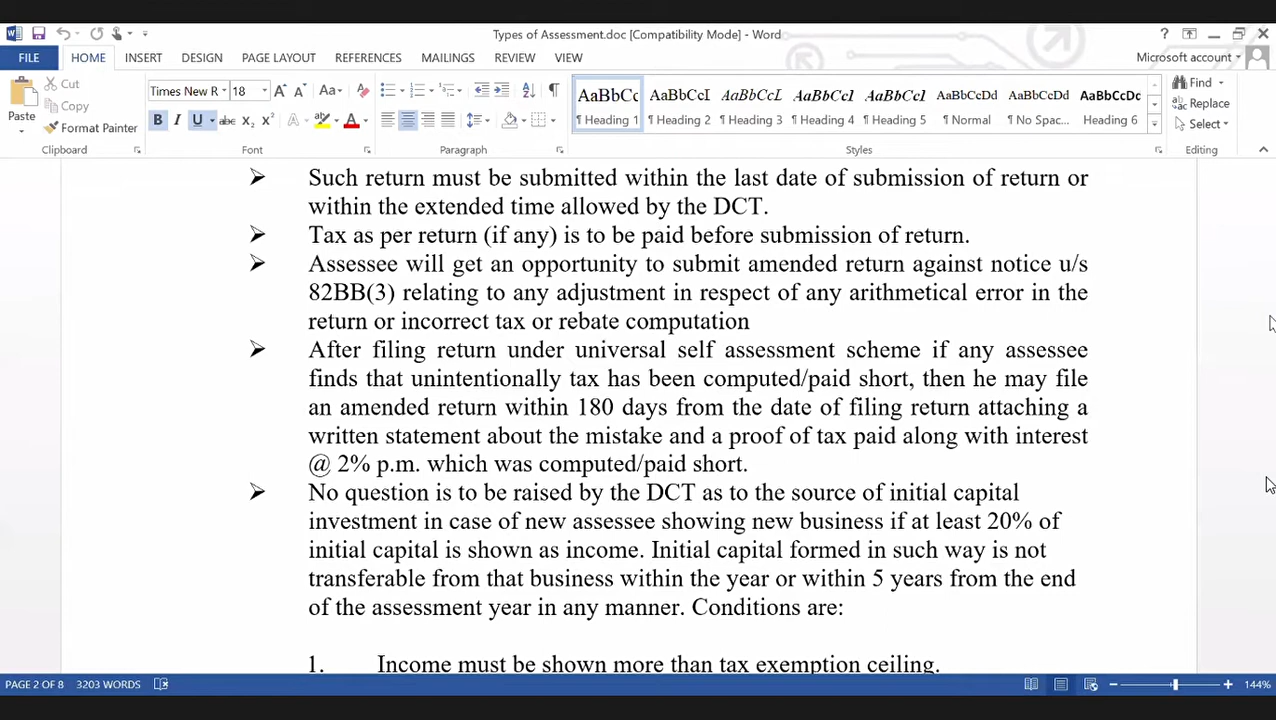 Types of Assessment.doc [Compatibility Mode] - Word
FILE HOME INSERT DESIGN PAGE LAYOUT REFERENCES MAILINGS REVIEW VIEW Microsoft account
Paste
Cut
Copy
Format Painter
Clipboard
Times New R 18
Font
Paragraph
AaBbCc AaBbCcI AaBbCcL AaBbCcI AaBbCcI AaBbCcDd AaBbCcDd AaBbCcDc
¶ Heading 1 ¶ Heading 2 ¶ Heading 3 ¶ Heading 4 ¶ Heading 5 ¶ Normal ¶ No Spac... Heading 6
Styles
Find
Replace
Select
Editing
Such return must be submitted within the last date of submission of return or
within the extended time allowed by the DCT.
Tax as per return (if any) is to be paid before submission of return.
Assessee will get an opportunity to submit amended return against notice u/s
82BB(3) relating to any adjustment in respect of any arithmetical error in the
return or incorrect tax or rebate computation
After filing return under universal self assessment scheme if any assessee
finds that unintentionally tax has been computed/paid short, then he may file
an amended return within 180 days from the date of filing return attaching a
written statement about the mistake and a proof of tax paid along with interest
@ 2% p.m. which was computed/paid short.
No question is to be raised by the DCT as to the source of initial capital
investment in case of new assessee showing new business if at least 20% of
initial capital is shown as income. Initial capital formed in such way is not
transferable from that business within the year or within 5 years from the end
of the assessment year in any manner. Conditions are:
1. Income must be shown more than tax exemption ceiling.
PAGE 2 OF 8 3203 WORDS 144%